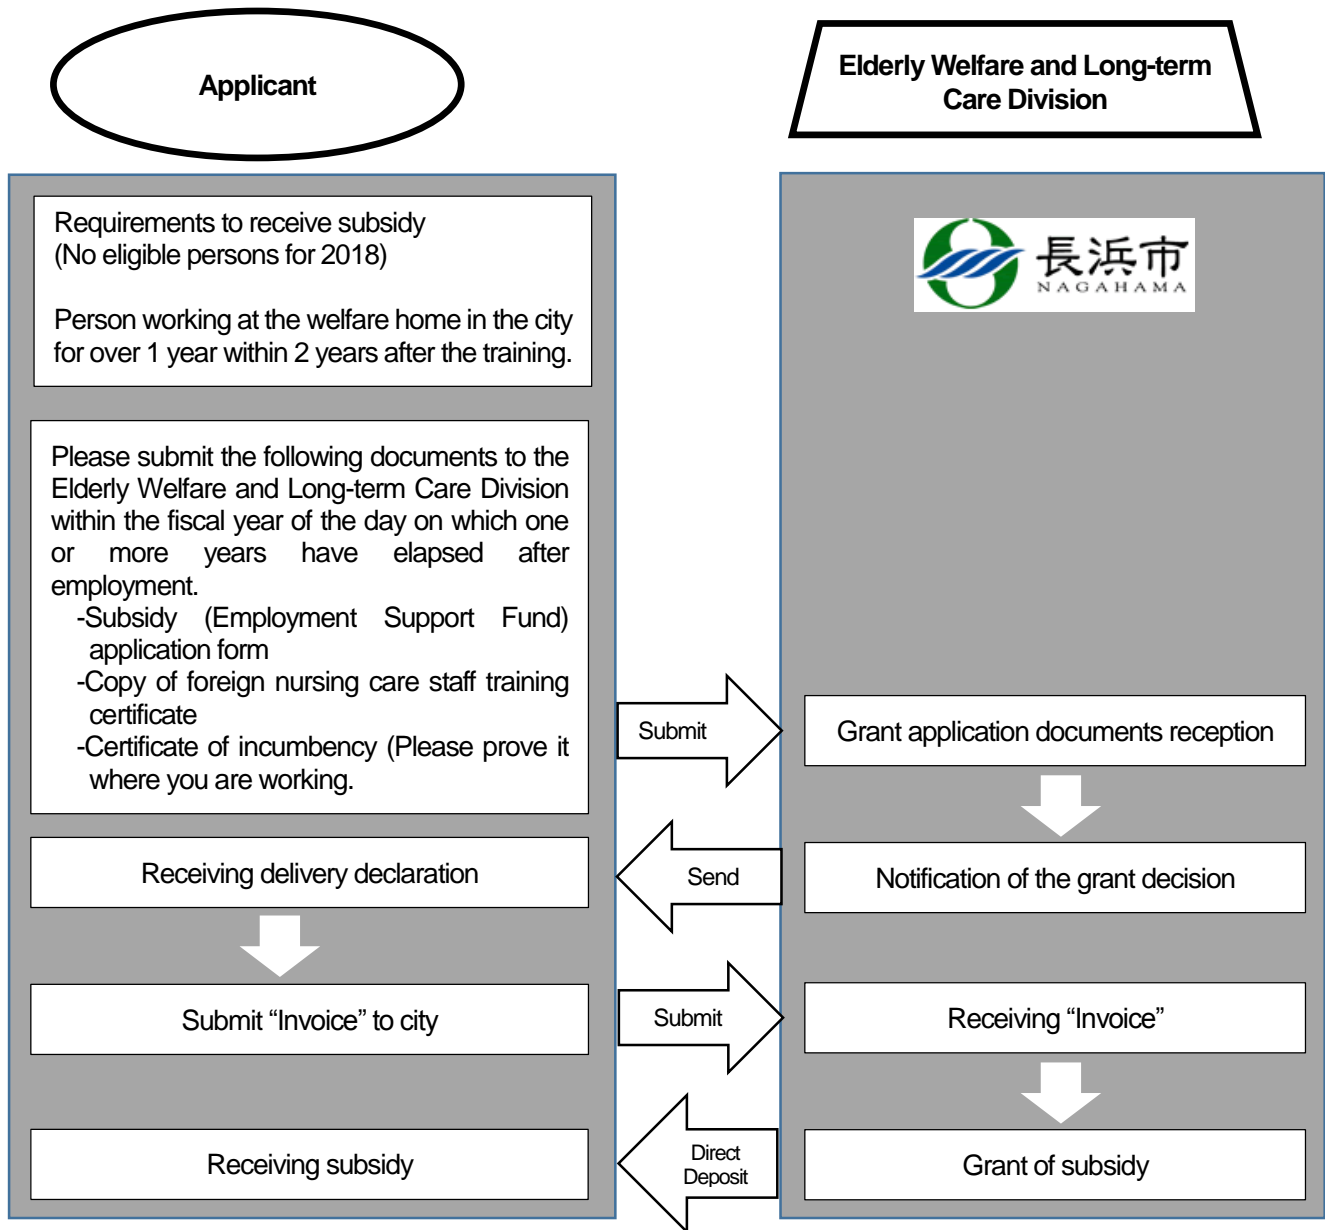 Applicant
Elderly Welfare and Long-term
Care Division
Requirements to receive subsidy
(No eligible persons for 2018)
Person working at the welfare home in the city
for over 1 year within 2 years after the training.
長浜市
NAGAHAMA
Please submit the following documents to the
Elderly Welfare and Long-term Care Division
within the fiscal year of the day on which one
or more years have elapsed after
employment.
-Subsidy (Employment Support Fund)
application form
-Copy of foreign nursing care staff training
certificate
-Certificate of incumbency (Please prove it
where you are working.
Submit
Grant application documents reception
Receiving delivery declaration
Send
Notification of the grant decision
Submit “Invoice” to city
Submit
Receiving “Invoice”
Receiving subsidy
Direct
Deposit
Grant of subsidy